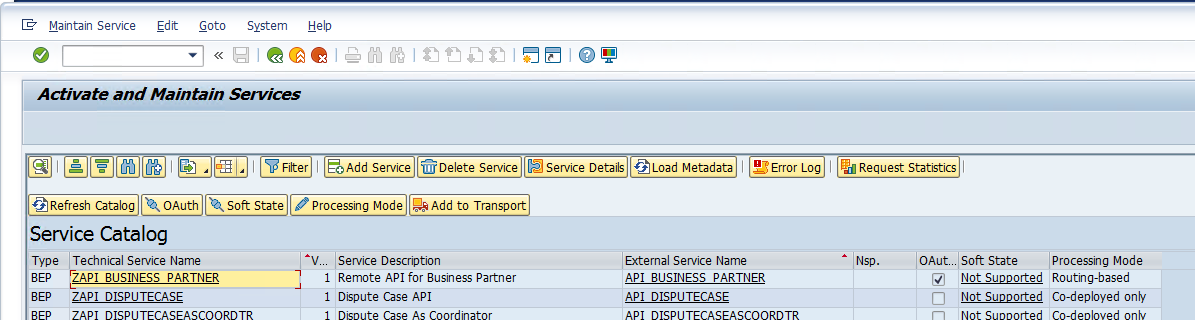 Maintain Service Edit Goto System Help
Activate and Maintain Services
Filter Add Service Delete Service Service Details Load Metadata Error Log Request Statistics
Refresh Catalog OAuth Soft State Processing Mode Add to Transport
Service Catalog
Type Technical Service Name V... Service Description External Service Name Nsp. OAut... Soft State Processing Mode
BEP ZAPI_BUSINESS_PARTNER 1 Remote API for Business Partner API_BUSINESS_PARTNER Not Supported Routing-based
BEP ZAPI_DISPUTECASE 1 Dispute Case API API_DISPUTECASE Not Supported Co-deployed only
BEP ZAPI_DISPUTECASEASCOORDTR 1 Dispute Case As Coordinator API_DISPUTECASEASCOORDTR Not Supported Co-deployed only